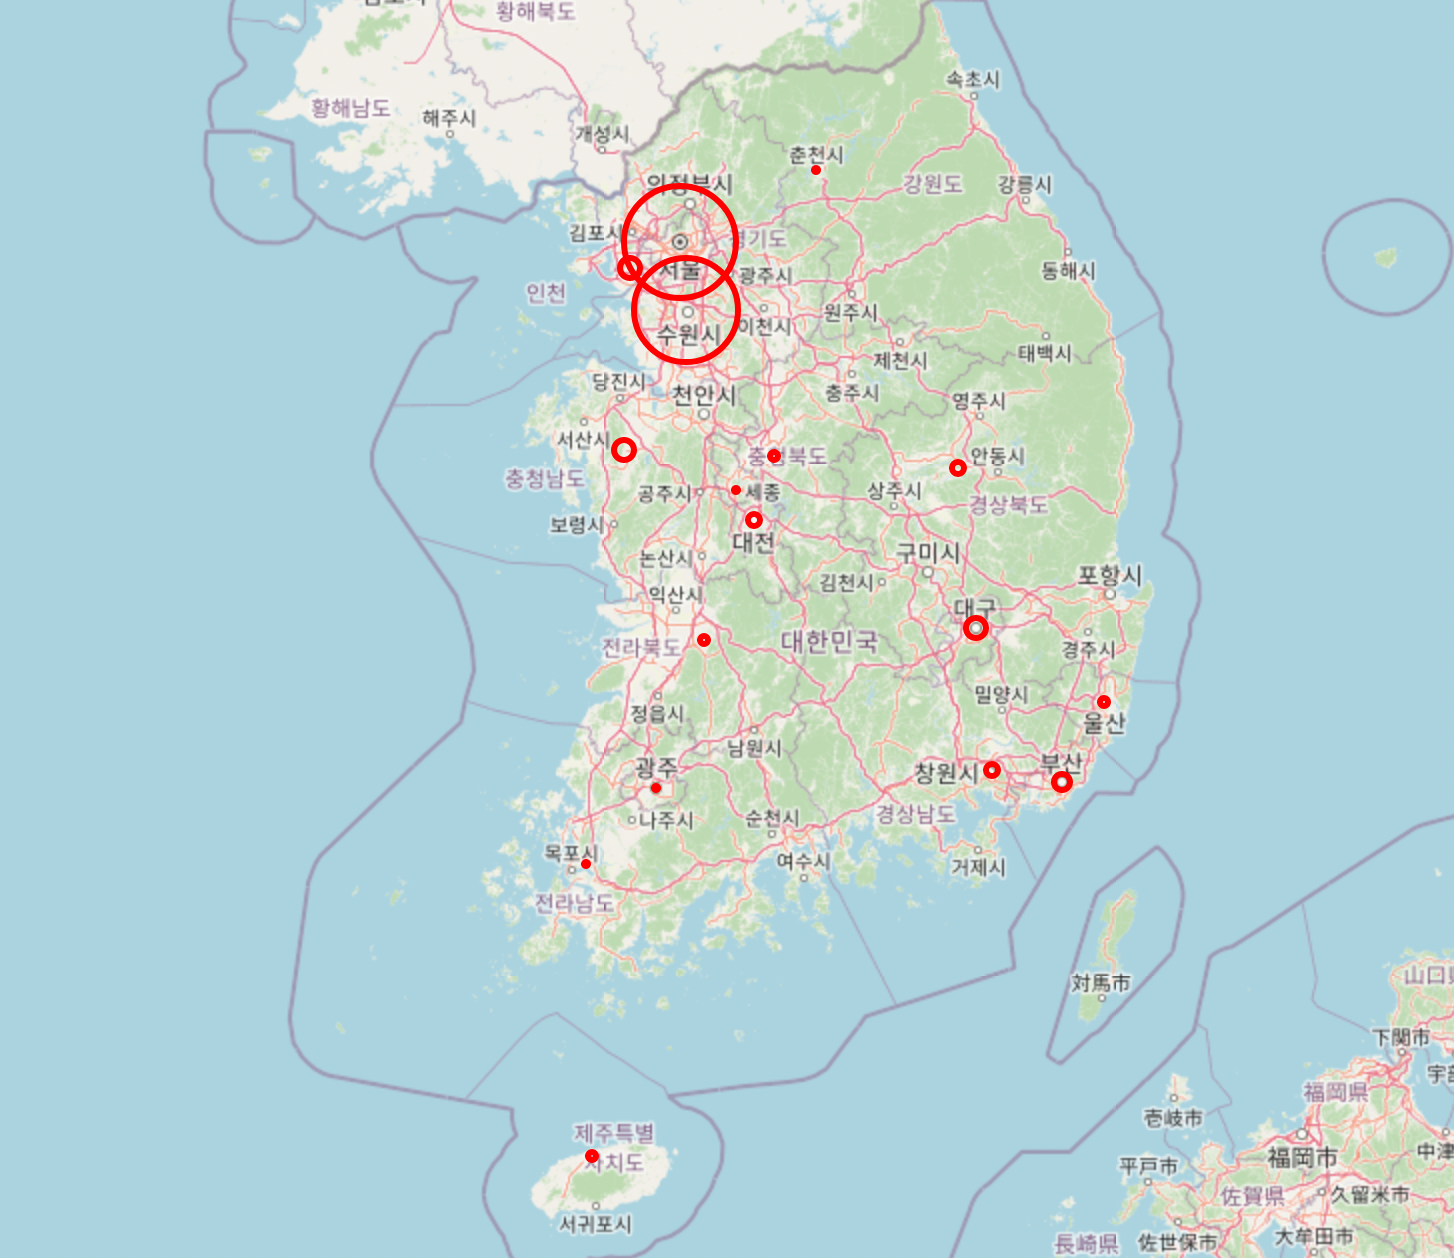 황해북도
속초시
황해남도
해주시
개성시
춘천시
의정부시
강원도
강릉시
김포시
경기도
서울
광주시
동해시
인천
원주시
이천시
수원시
태백시
제천시
당진시
천안시
충주시
영주시
서산시
충청북도
안동시
충청남도
공주시
세종
상주시
경상북도
보령시
대전
논산시
구미시
김천시
포항시
익산시
대구
전라북도
대한민국
경주시
밀양시
정읍시
울산
남원시
광주
창원시
부산
나주시
순천시
경상남도
목포시
여수시
거제시
전라남도
対馬市
下関市
福岡県
壱岐市
제주특별
자치도
福岡市
平戸市
佐賀県
久留米市
서귀포시
長崎県
佐世保市
大牟田市